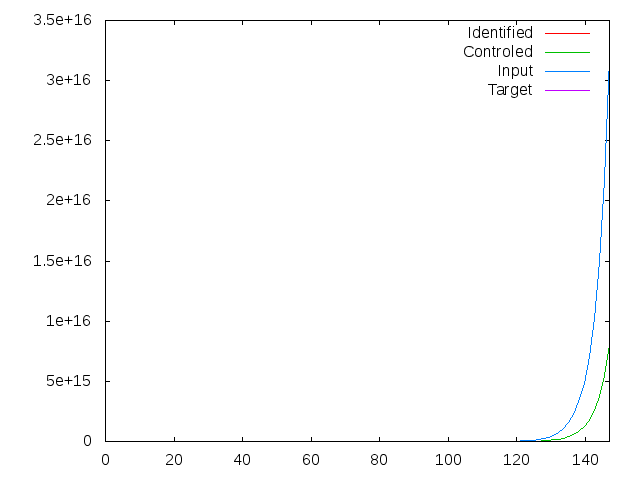 3.5e+16
3e+16
2.5e+16
2e+16
1.5e+16
1e+16
5e+15
0
0 20 40 60 80 100 120 140
Identified
Controled
Input
Target